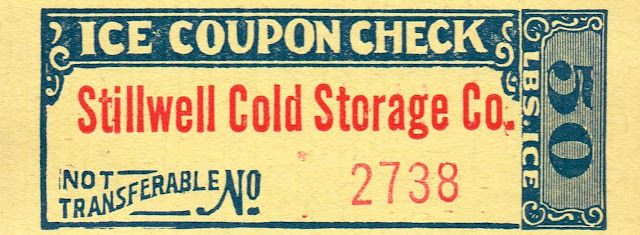 ICE COUPON CHECK
Stillwell Cold Storage Co.
NOT
TRANSFERABLE No 2738
50
LBS. ICE